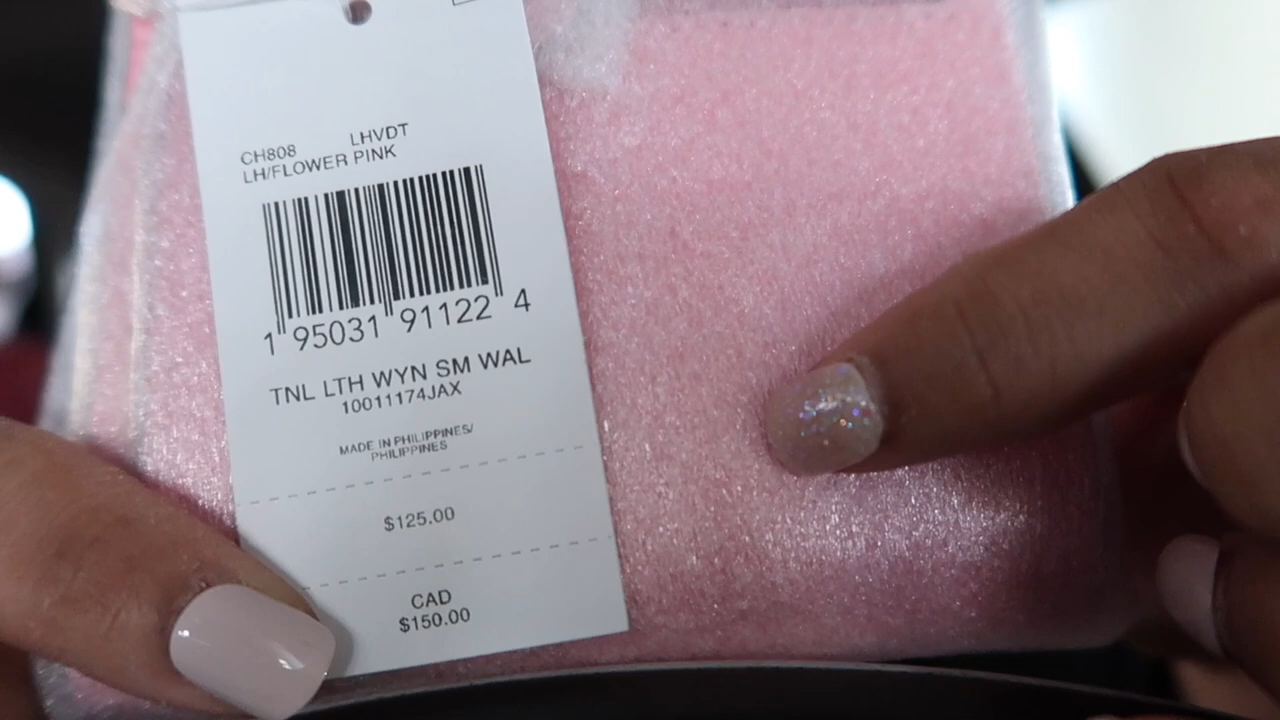 CH808 LHVDT
LH/FLOWER PINK
1 95031 91122 4
TNL LTH WYN SM WAL
10011174JAX
MADE IN PHILIPPINES/
PHILIPPINES
$125.00
CAD
$150.00